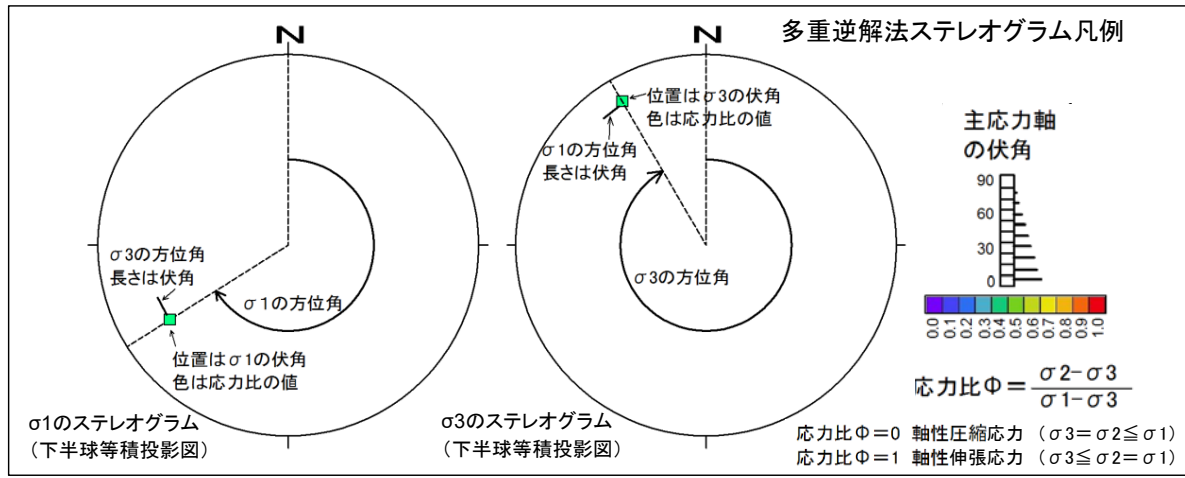 多重逆解法ステレオグラム凡例
N
σ3の方位角
長さは伏角
σ1の方位角
位置はσ1の伏角
色は応力比の値
σ1のステレオグラム
(下半球等積投影図)
N
位置はσ3の伏角
色は応力比の値
σ1の方位角
長さは伏角
σ3の方位角
σ3のステレオグラム
(下半球等積投影図)
主応力軸
の伏角
90
60
30
0
0.0 0.1 0.2 0.3 0.4 0.5 0.6 0.7 0.8 0.9 1.0
応力比Φ=σ2-σ3/σ1-σ3
応力比Φ=0 軸性圧縮応力 (σ3=σ2≦σ1)
応力比Φ=1 軸性伸張応力 (σ3≦σ2=σ1)